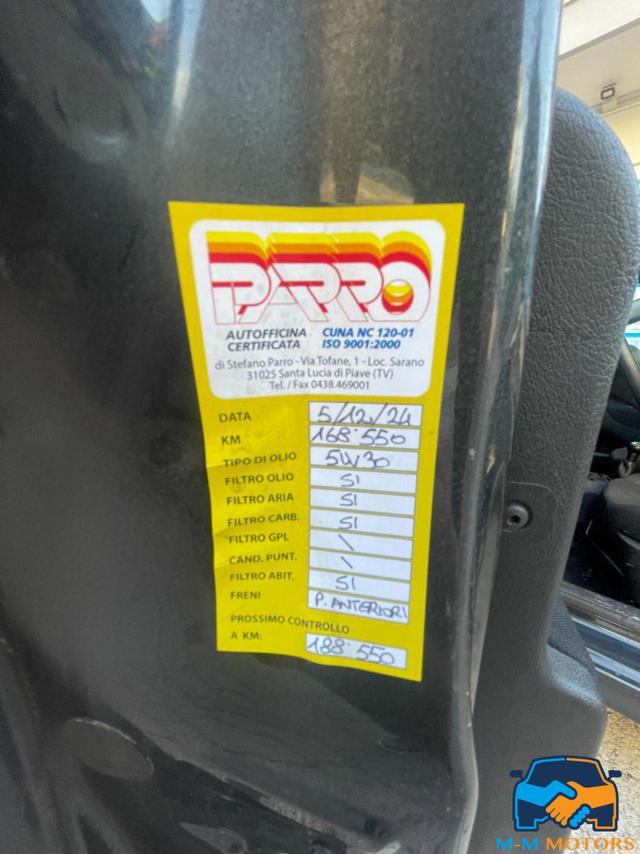 PARRO
AUTOFICINA CUNA NC 120-01
CERTIFICATA ISO 9001:2000
di Stefano Parro - Via Tofane, 1 - Loc. Sarano
31025 Santa Lucia di Piave (TV)
Tel. / Fax 0438.469001
DATA 5/12/24
KM 168'550
TIPO DI OLIO 5W30
FILTRO OLIO SI
FILTRO ARIA SI
FILTRO CARB. SI
FILTRO GPL \
CAND. PUNT. \
FILTRO ABIT. SI
FRENI P. ANTERIORI
PROSSIMO CONTROLLO
A KM: 188'550
M-M MOTORS